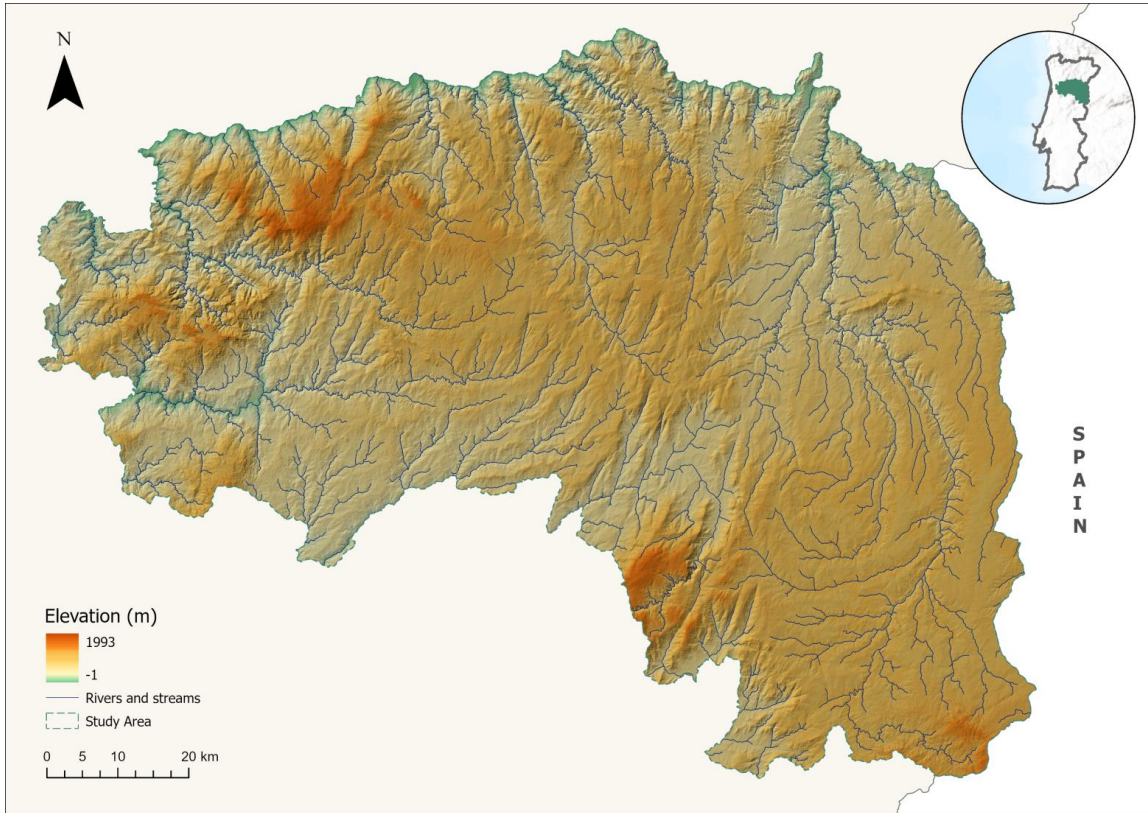 N
S
P
A
I
N
Elevation (m)
1993
-1
Rivers and streams
Study Area
0 5 10 20 km